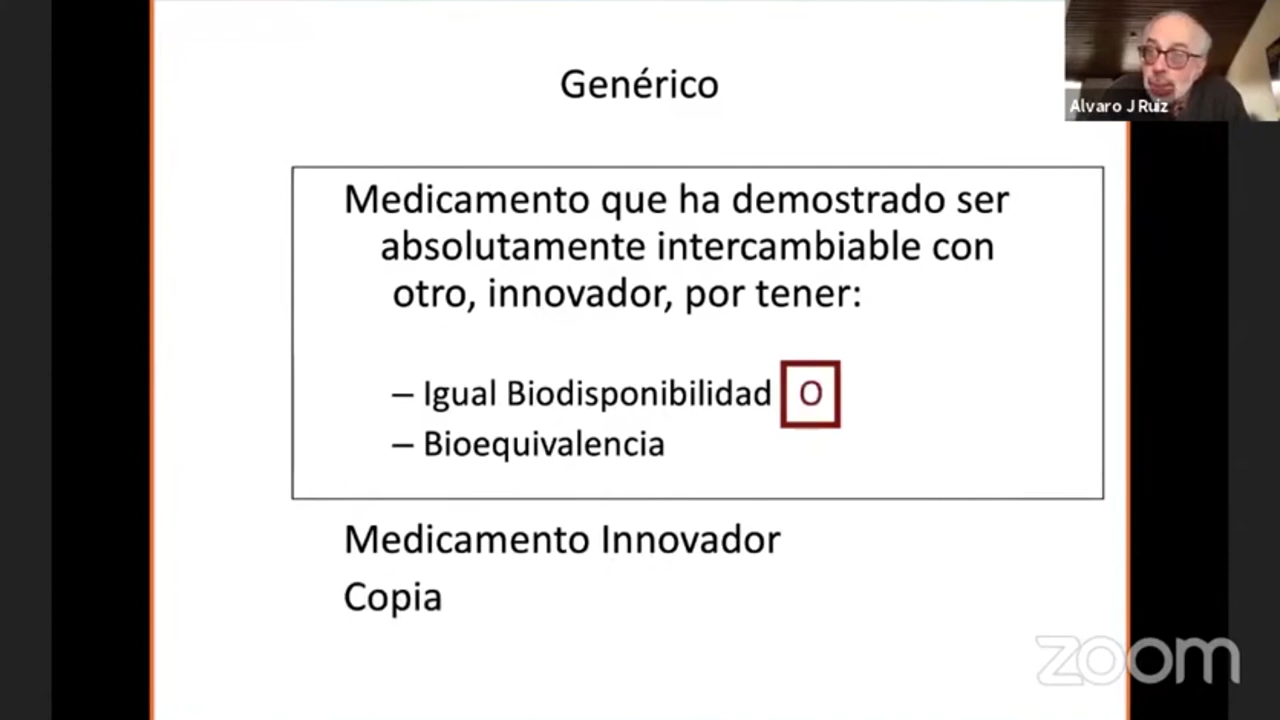 Genérico
Alvaro J Ruiz
Medicamento que ha demostrado ser
absolutamente intercambiable con
otro, innovador, por tener:
– Igual Biodisponibilidad O
– Bioequivalencia
Medicamento Innovador
Copia
zoom